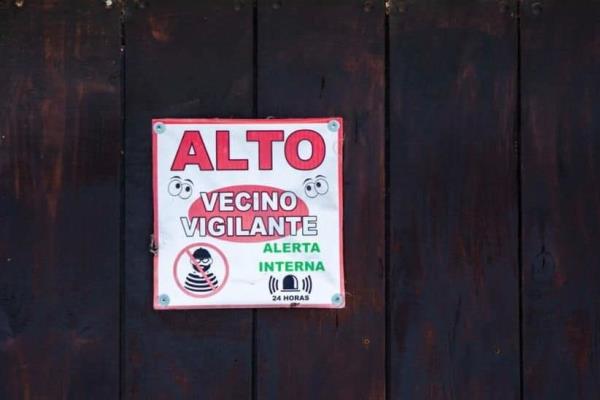 ALTO
VECINO
VIGILANTE
ALERTA
INTERNA
24 HORAS